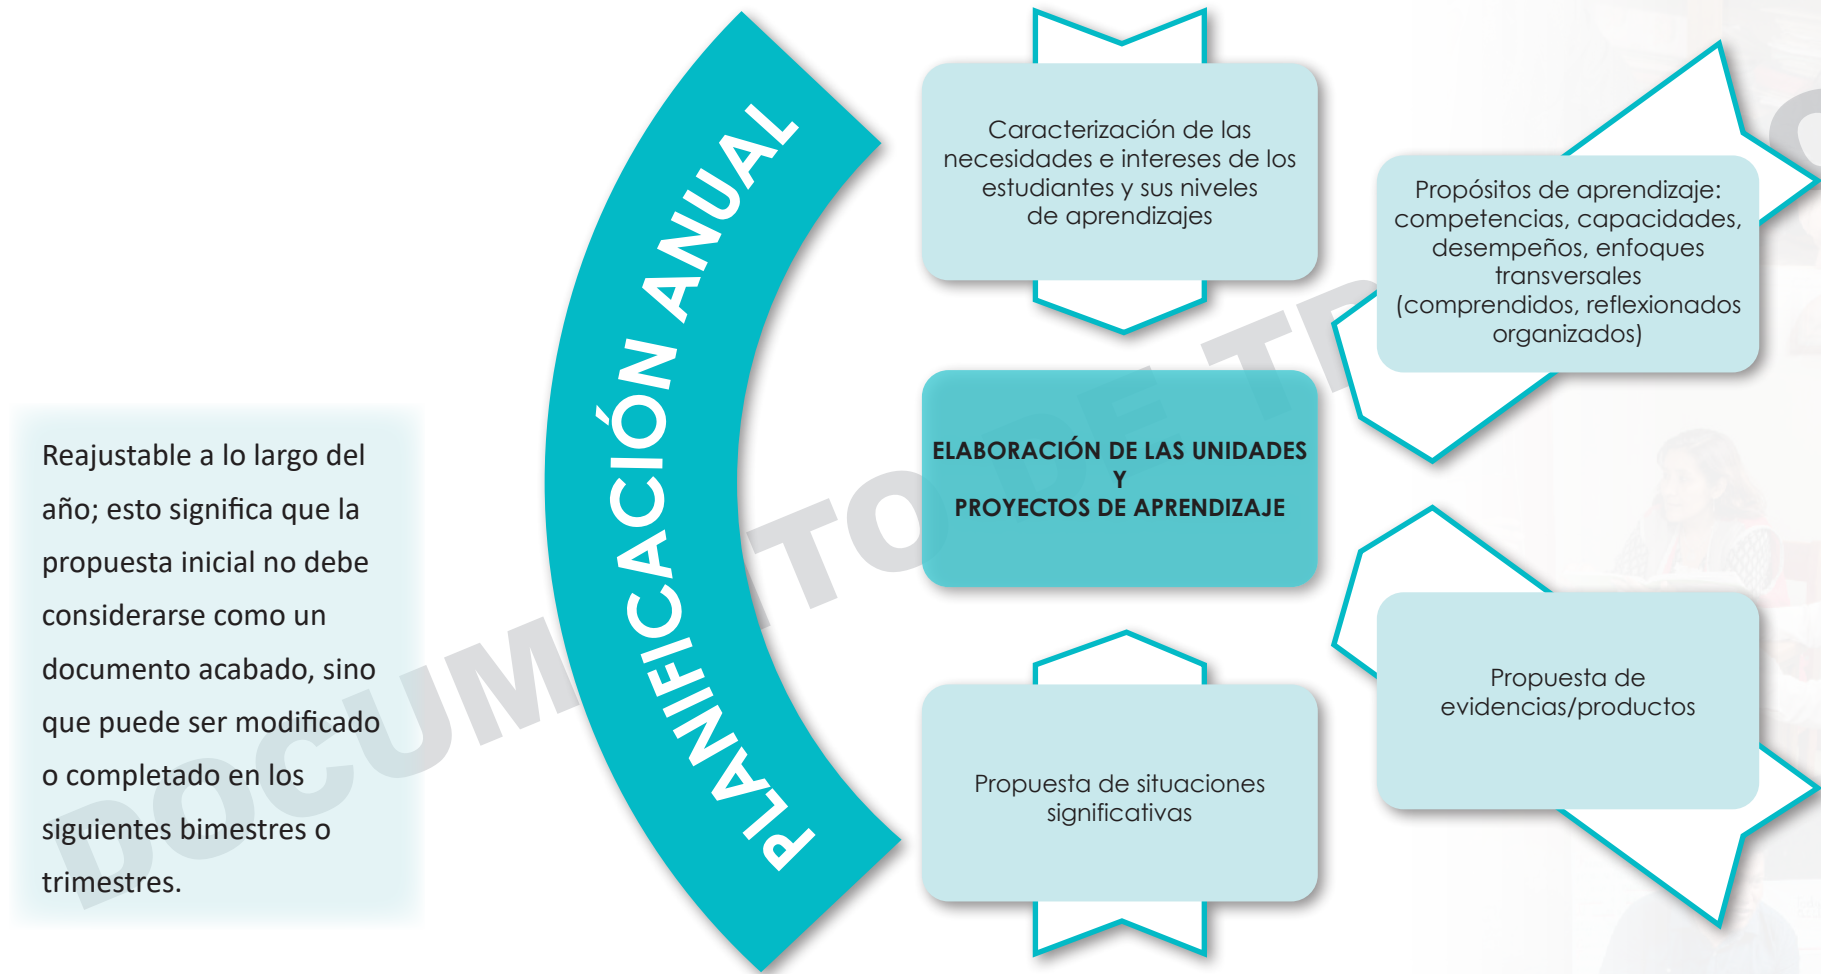 Reajustable a lo largo del
año; esto significa que la
propuesta inicial no debe
considerarse como un
documento acabado, sino
que puede ser modificado
o completado en los
siguientes bimestres o
trimestres.
PLANIFICACIÓN ANUAL
Caracterización de las
necesidades e intereses de los
estudiantes y sus niveles
de aprendizajes
ELABORACIÓN DE LAS UNIDADES
Y
PROYECTOS DE APRENDIZAJE
Propuesta de situaciones
significativas
Propósitos de aprendizaje:
competencias, capacidades,
desempeños, enfoques
transversales
(comprendidos, reflexionados
organizados)
Propuesta de
evidencias/productos